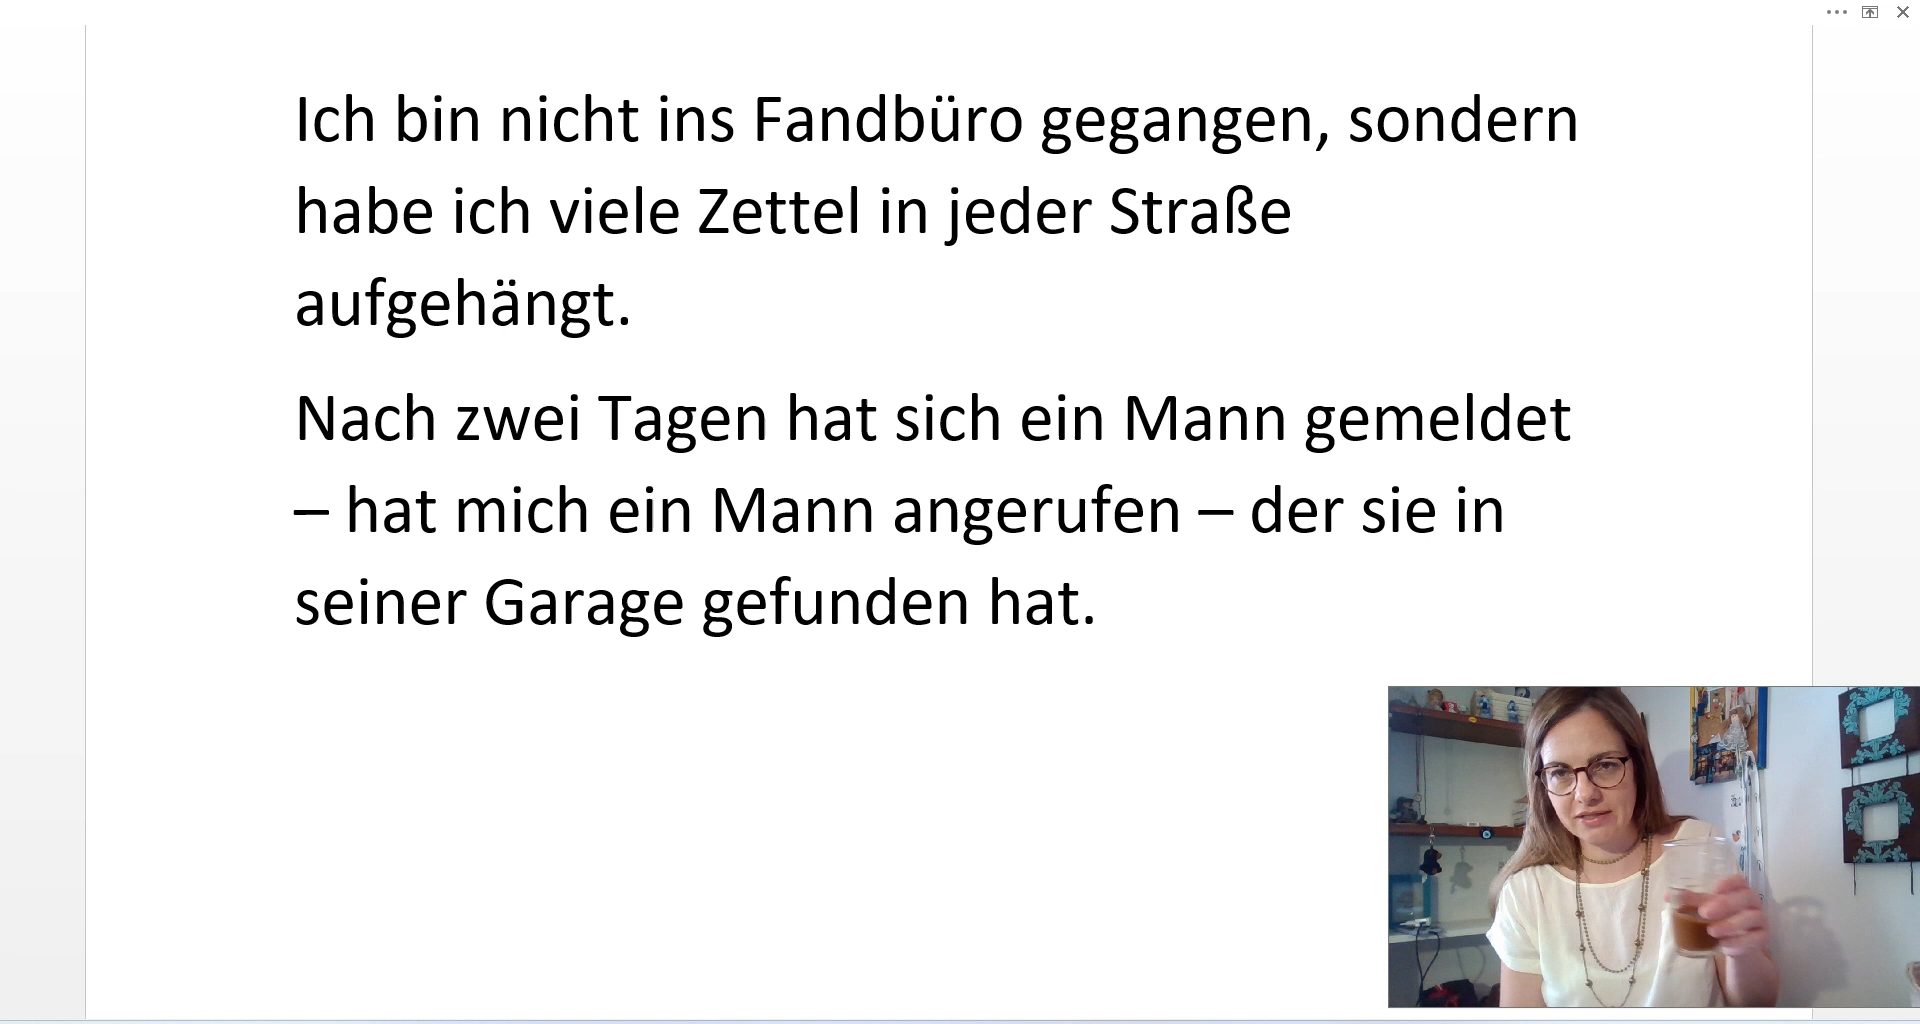 Ich bin nicht ins Fandbüro gegangen, sondern
habe ich viele Zettel in jeder Straße
aufgehängt.
Nach zwei Tagen hat sich ein Mann gemeldet
– hat mich ein Mann angerufen – der sie in
seiner Garage gefunden hat.